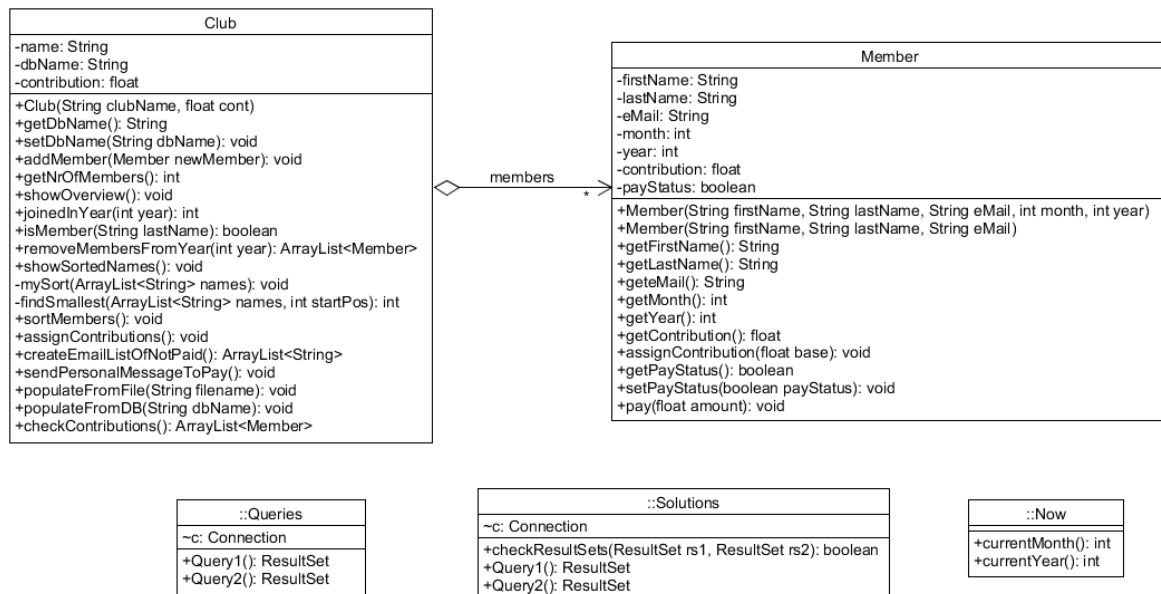 Club
-name: String
-dbName: String
-contribution: float
+Club(String clubName, float cont)
+getDbName(): String
+setDbName(String dbName): void
+addMember(Member newMember): void
+getNrOfMembers(): int
+showOverview(): void
+joinedInYear(int year): int
+isMember(String lastName): boolean
+removeMembersFromYear(int year): ArrayList<Member>
+showSortedNames(): void
-mySort(ArrayList<String> names): void
-findSmallest(ArrayList<String> names, int startPos): int
+sortMembers(): void
+assignContributions(): void
+createEmailListOfNotPaid(): ArrayList<String>
+sendPersonalMessageToPay(): void
+populateFromFile(String filename): void
+populateFromDB(String dbName): void
+checkContributions(): ArrayList<Member>
members
*
Member
-firstName: String
-lastName: String
-eMail: String
-month: int
-year: int
-contribution: float
-payStatus: boolean
+Member(String firstName, String lastName, String eMail, int month, int year)
+Member(String firstName, String lastName, String eMail)
+getFirstName(): String
+getLastName(): String
+geteMail(): String
+getMonth(): int
+getYear(): int
+getContribution(): float
+assignContribution(float base): void
+getPayStatus(): boolean
+setPayStatus(boolean payStatus): void
+pay(float amount): void
::Queries
~c: Connection
+Query1(): ResultSet
+Query2(): ResultSet
::Solutions
~c: Connection
+checkResultSets(ResultSet rs1, ResultSet rs2): boolean
+Query1(): ResultSet
+Query2(): ResultSet
::Now
+currentMonth(): int
+currentYear(): int